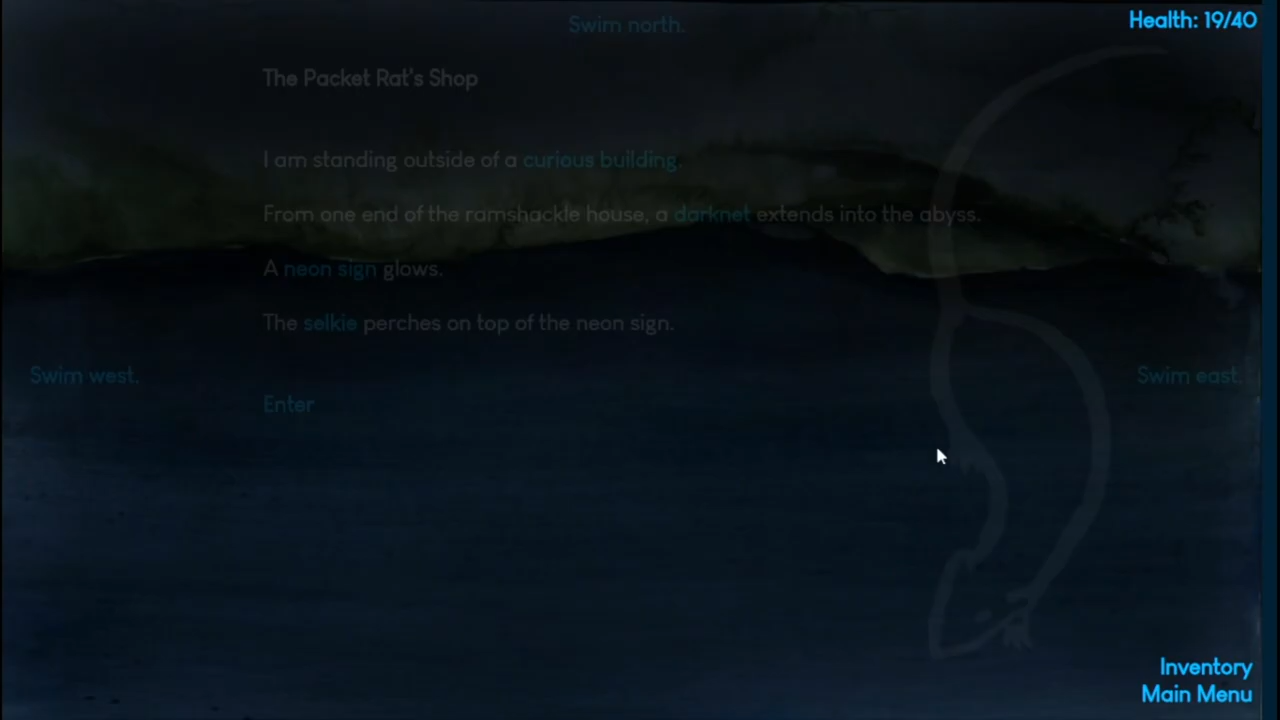 Swim north.
Health: 19/40
The Packet Rat's Shop
I am standing outside of a curious building.
From one end of the ramshackle house, a darknet extends into the abyss.
A neon sign glows.
The selkie perches on top of the neon sign.
Swim west.
Swim east.
Enter
Inventory
Main Menu